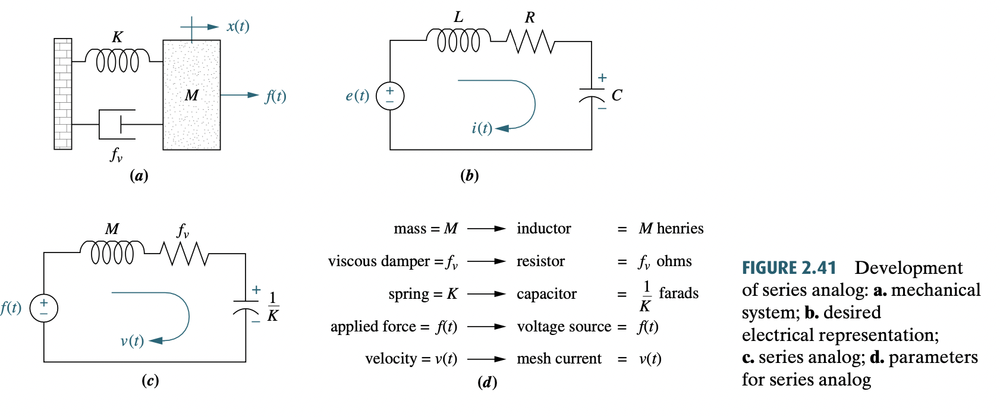 x(t)
K
M
f(t)
f_v
(a)
L
R
e(t)
+
−
+
−
C
i(t)
(b)
M
f_v
f(t)
+
−
+
−
1/K
v(t)
(c)
mass = M ⟶ inductor = M henries
viscous damper = f_v ⟶ resistor = f_v ohms
spring = K ⟶ capacitor = 1/K farads
applied force = f(t) ⟶ voltage source = f(t)
velocity = v(t) ⟶ mesh current = v(t)
(d)
FIGURE 2.41 Development
of series analog: a. mechanical
system; b. desired
electrical representation;
c. series analog; d. parameters
for series analog